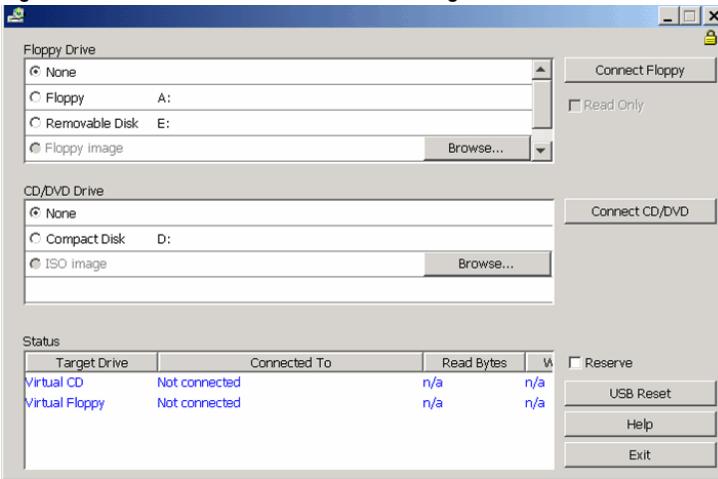 Floppy Drive
None
Connect Floppy
Floppy A:
Read Only
Removable Disk E:
Floppy image Browse...
CD/DVD Drive
None
Connect CD/DVD
Compact Disk D:
ISO image Browse...
Status
Target Drive Connected To Read Bytes W
Reserve
Virtual CD Not connected n/a n/a
USB Reset
Virtual Floppy Not connected n/a n/a
Help
Exit